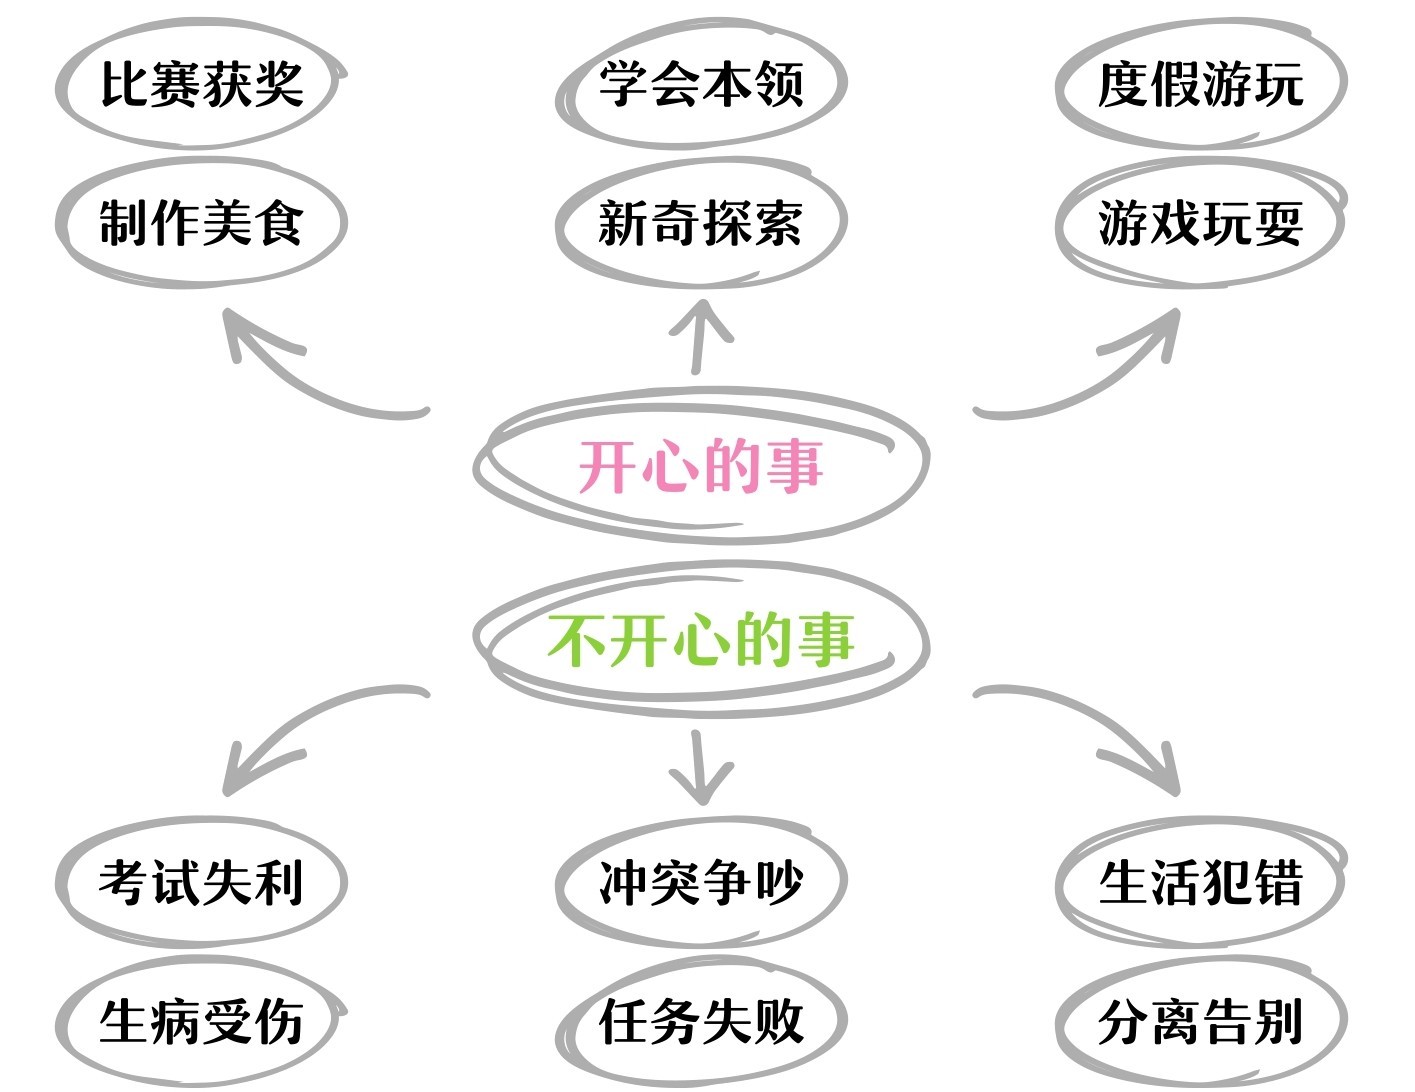 比赛获奖
学会本领
度假游玩
制作美食
新奇探索
游戏玩耍
开心的事
不开心的事
考试失利
冲突争吵
生活犯错
生病受伤
任务失败
分离告别